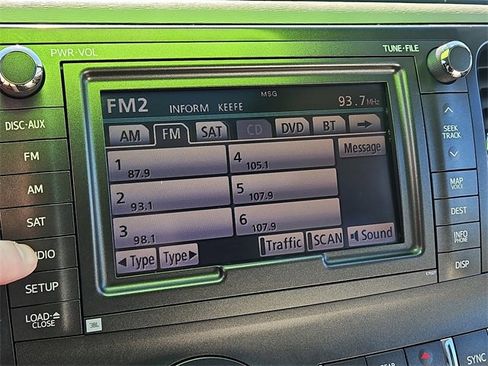 PWR·VOL
TUNE·FILE
DISC·AUX
FM
AM
SAT
DIO
SETUP
LOAD·⏏
CLOSE
JBL
MSG
FM2 INFORM KEEFE 93.7MHz
AM FM SAT CD DVD BT →
1 87.9
2 93.1
3 98.1
4 105.1
5 107.9
6 107.9
Message
◀ Type Type ▶ Traffic SCAN Sound
SEEK
TRACK
MAP
VOICE
DEST
INFO
PHONE
DISP
SYNC